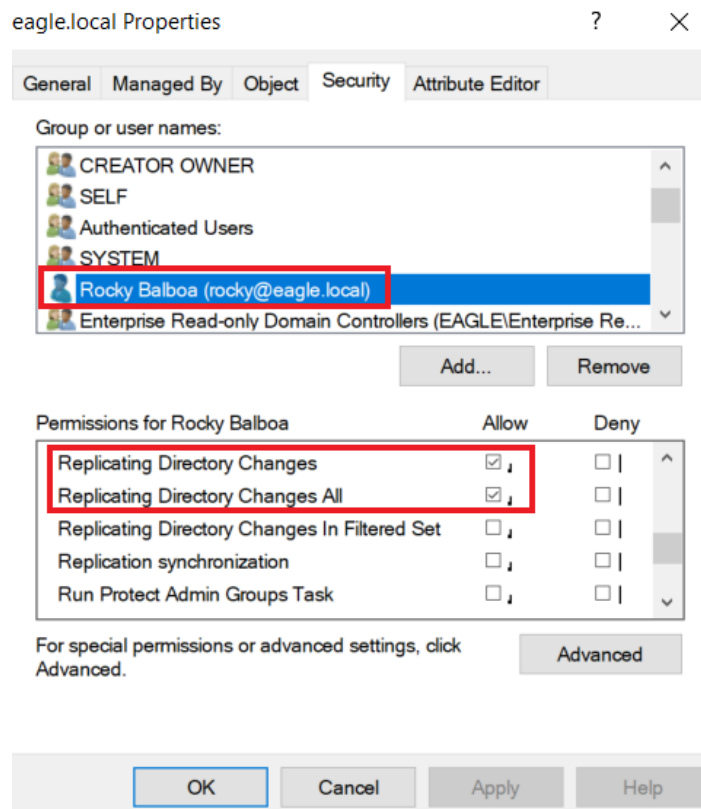 eagle.local Properties ? ×
General Managed By Object Security Attribute Editor
Group or user names:
CREATOR OWNER
SELF
Authenticated Users
SYSTEM
Rocky Balboa (rocky@eagle.local)
Enterprise Read-only Domain Controllers (EAGLE\Enterprise Re...
Add... Remove
Permissions for Rocky Balboa Allow Deny
Replicating Directory Changes
Replicating Directory Changes All
Replicating Directory Changes In Filtered Set
Replication synchronization
Run Protect Admin Groups Task
For special permissions or advanced settings, click
Advanced.
Advanced
OK Cancel Apply Help